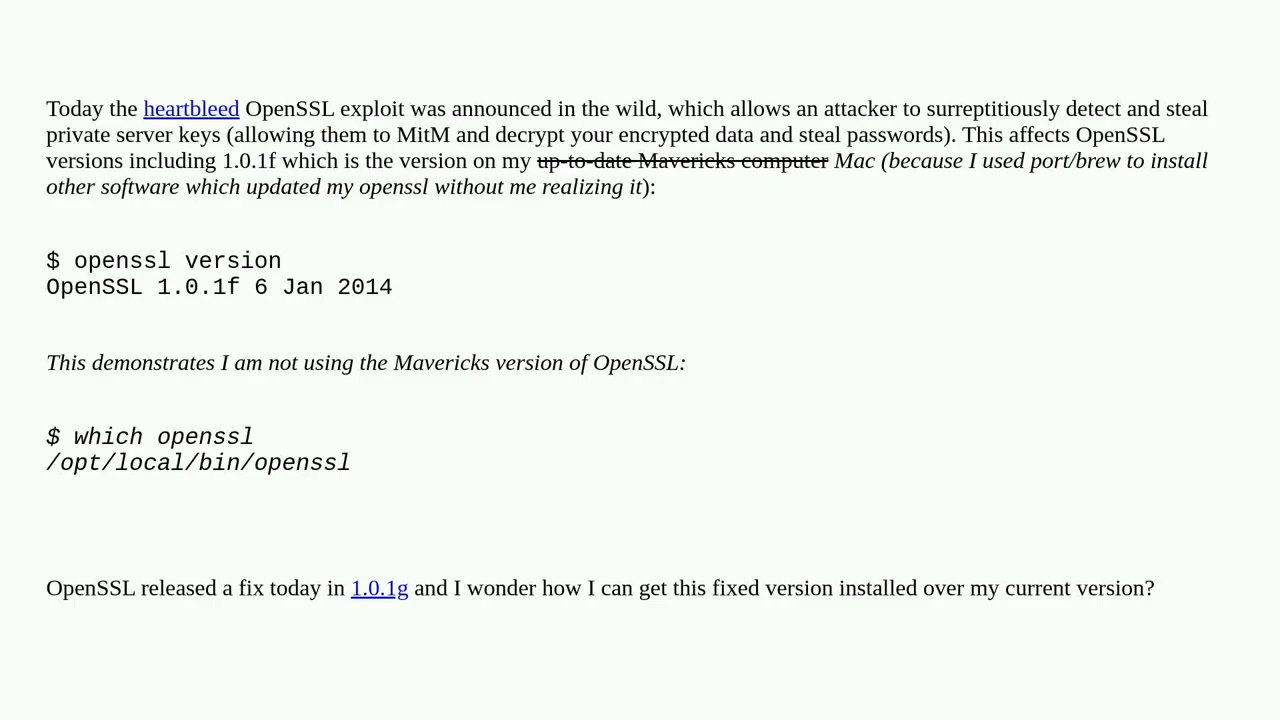 Today the heartbleed OpenSSL exploit was announced in the wild, which allows an attacker to surreptitiously detect and steal
private server keys (allowing them to MitM and decrypt your encrypted data and steal passwords). This affects OpenSSL
versions including 1.0.1f which is the version on my up-to-date Mavericks computer Mac (because I used port/brew to install
other software which updated my openssl without me realizing it):
$ openssl version
OpenSSL 1.0.1f 6 Jan 2014
This demonstrates I am not using the Mavericks version of OpenSSL:
$ which openssl
/opt/local/bin/openssl
OpenSSL released a fix today in 1.0.1g and I wonder how I can get this fixed version installed over my current version?